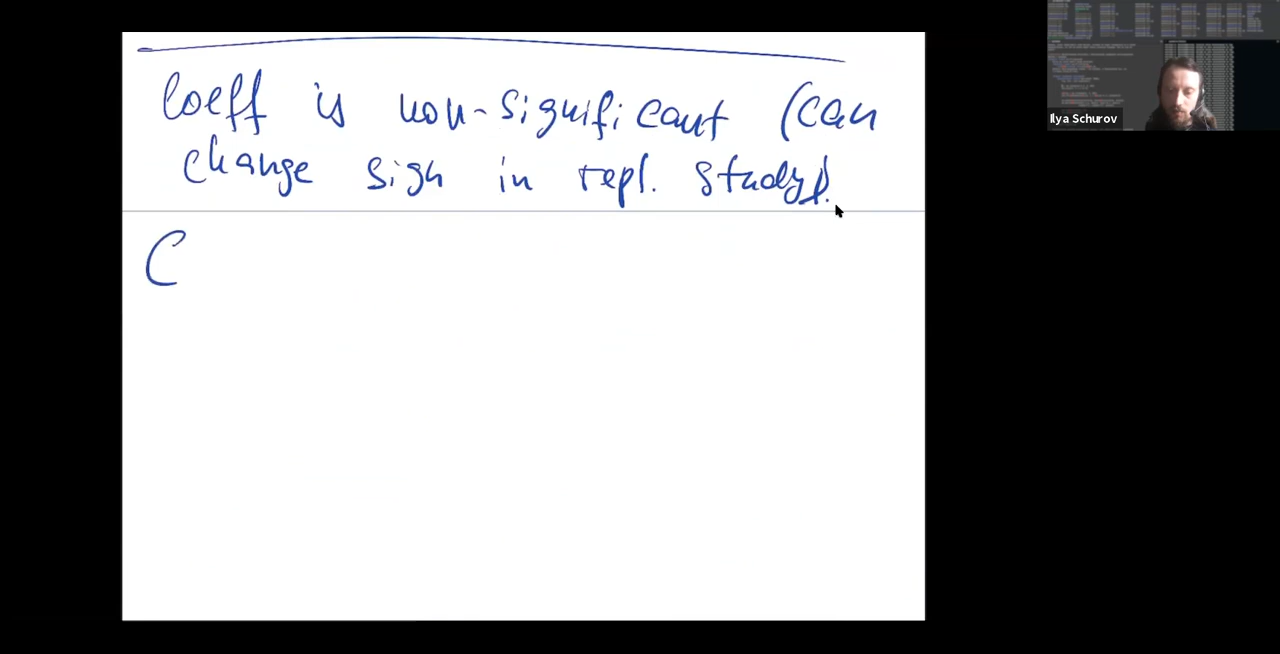 Coeff is non-significant (can
change sign in repl. study).
C
Ilya Schurov